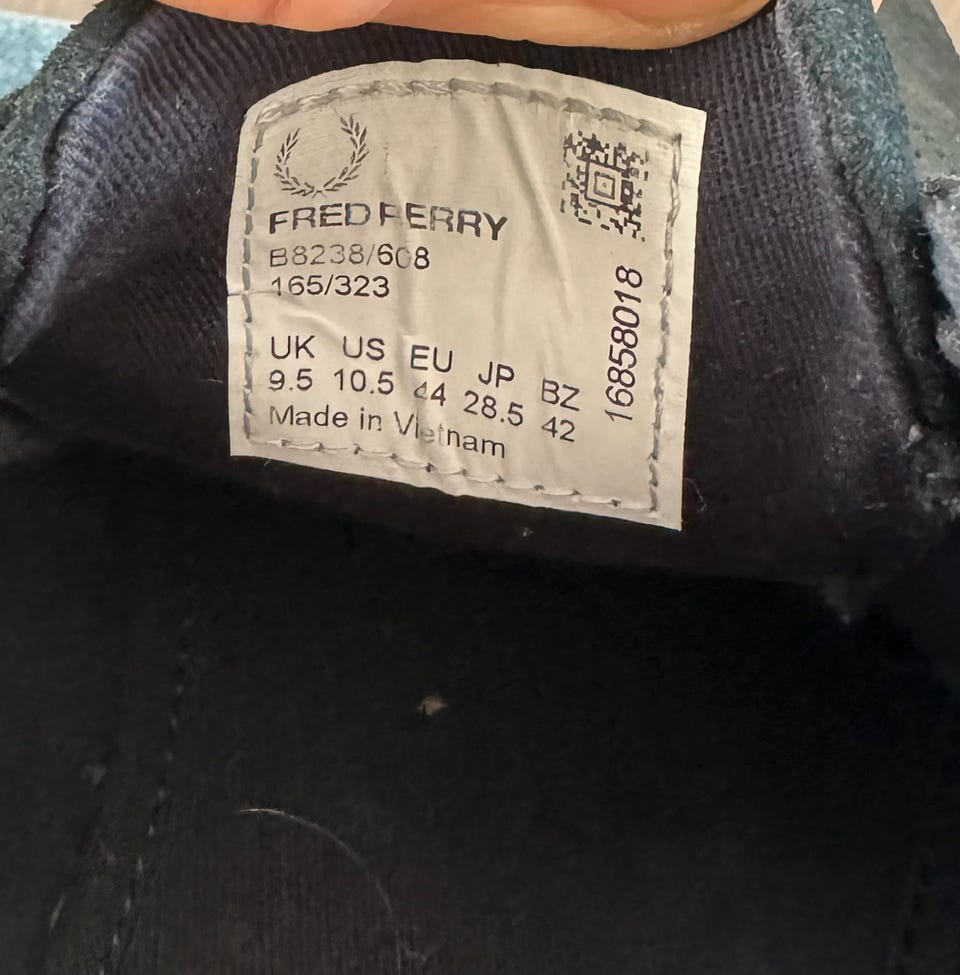 FRED PERRY
B8238/608
165/323
UK US EU JP BZ
9.5 10.5 44 28.5 42
Made in Vietnam
16858018